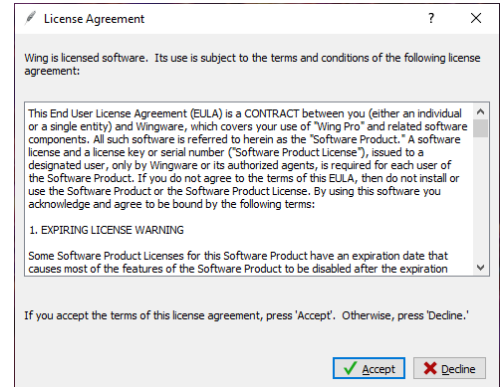 License Agreement
Wing is licensed software.  Its use is subject to the terms and conditions of the following license
agreement:
This End User License Agreement (EULA) is a CONTRACT between you (either an individual
or a single entity) and Wingware, which covers your use of "Wing Pro" and related software
components. All such software is referred to herein as the "Software Product." A software
license and a license key or serial number ("Software Product License"), issued to a
designated user, only by Wingware or its authorized agents, is required for each user of
the Software Product. If you do not agree to the terms of this EULA, then do not install or
use the Software Product or the Software Product License. By using this software you
acknowledge and agree to be bound by the following terms:
1. EXPIRING LICENSE WARNING
Some Software Product Licenses for this Software Product have an expiration date that
causes most of the features of the Software Product to be disabled after the expiration
If you accept the terms of this license agreement, press 'Accept'.  Otherwise, press 'Decline.'
Accept
Decline